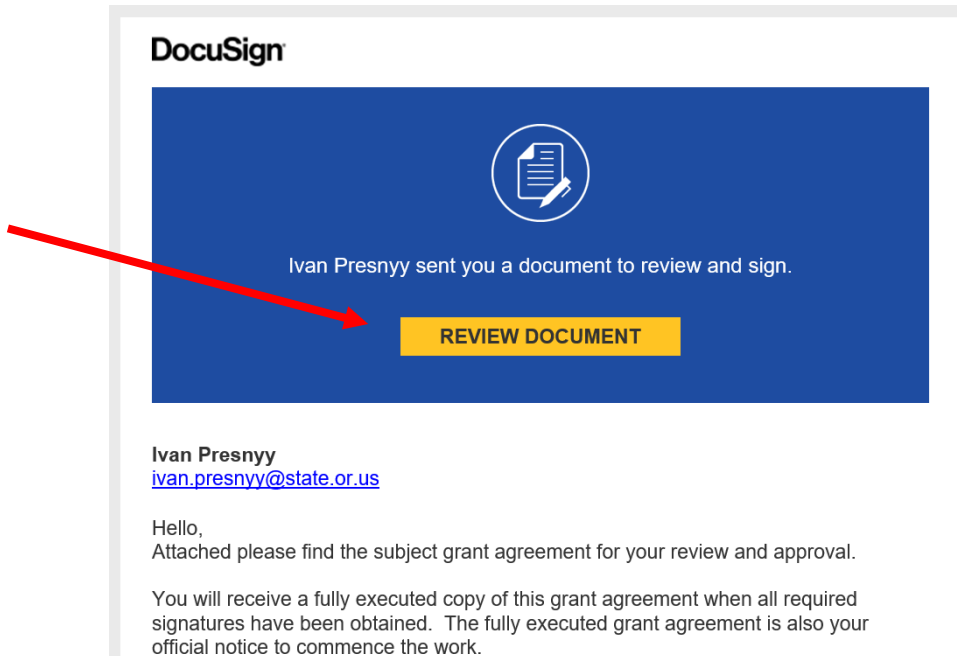 DocuSign
Ivan Presnyy sent you a document to review and sign.
REVIEW DOCUMENT
Ivan Presnyy
ivan.presnyy@state.or.us
Hello,
Attached please find the subject grant agreement for your review and approval.
You will receive a fully executed copy of this grant agreement when all required
signatures have been obtained.  The fully executed grant agreement is also your
official notice to commence the work.